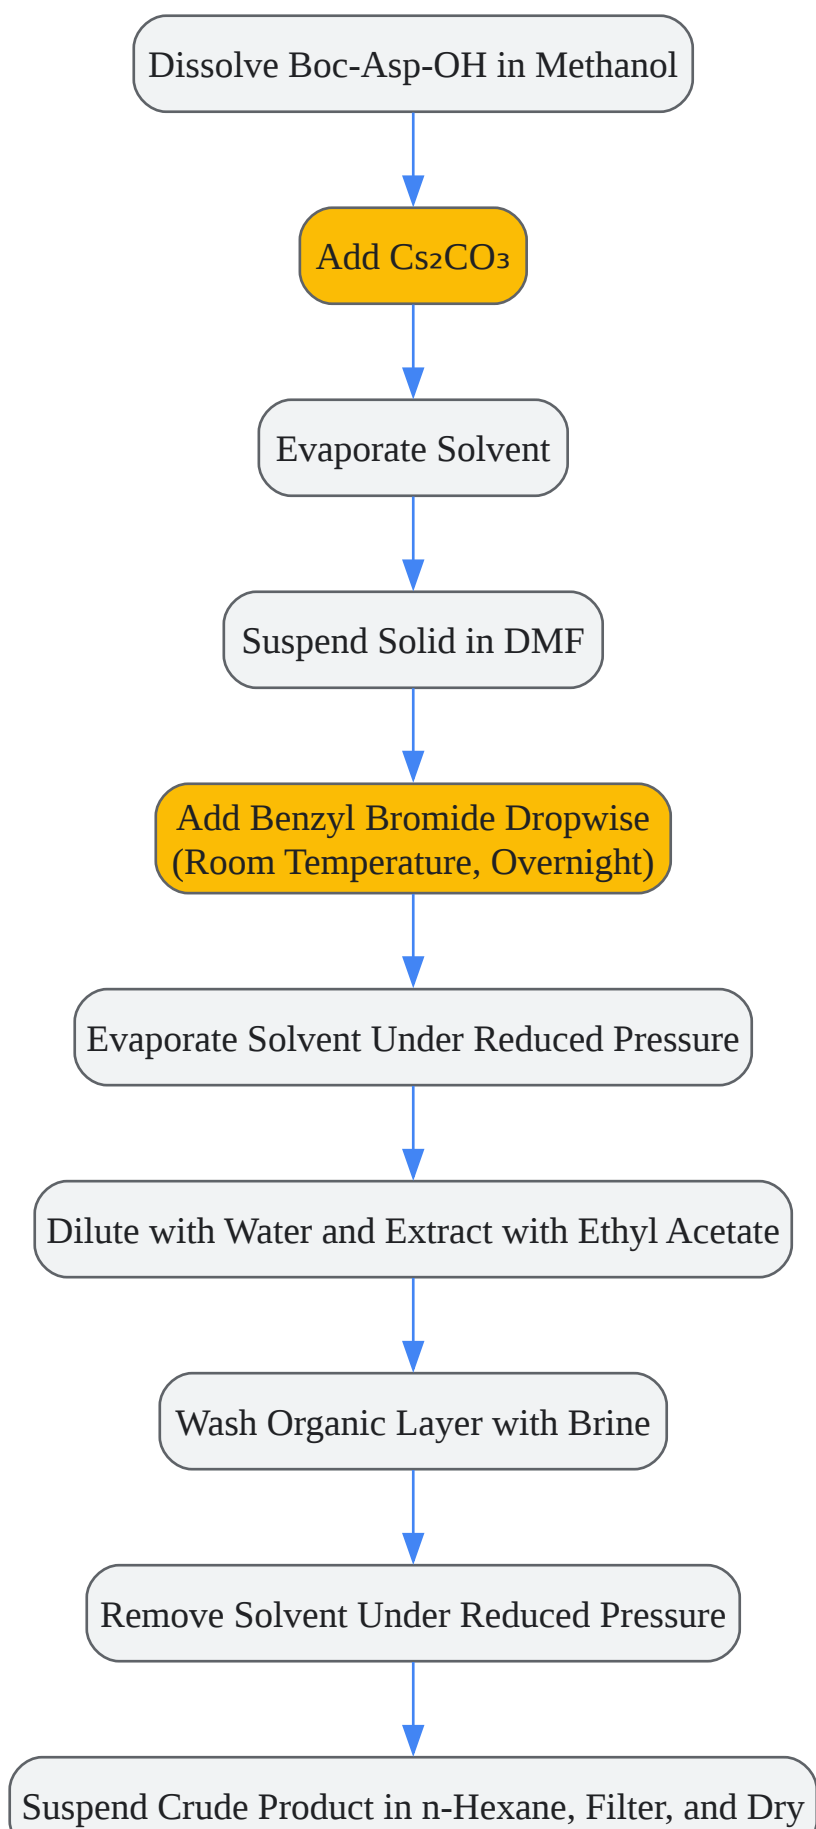 Dissolve Boc-Asp-OH in Methanol
Add Cs₂CO₃
Evaporate Solvent
Suspend Solid in DMF
Add Benzyl Bromide Dropwise
(Room Temperature, Overnight)
Evaporate Solvent Under Reduced Pressure
Dilute with Water and Extract with Ethyl Acetate
Wash Organic Layer with Brine
Remove Solvent Under Reduced Pressure
Suspend Crude Product in n-Hexane, Filter, and Dry